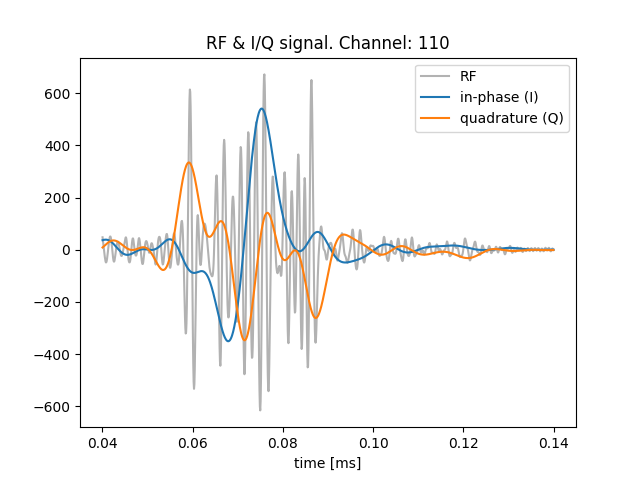 RF & I/Q signal. Channel: 110
RF
in-phase (I)
quadrature (Q)
600
400
200
0
−200
−400
−600
0.04 0.06 0.08 0.10 0.12 0.14
time [ms]